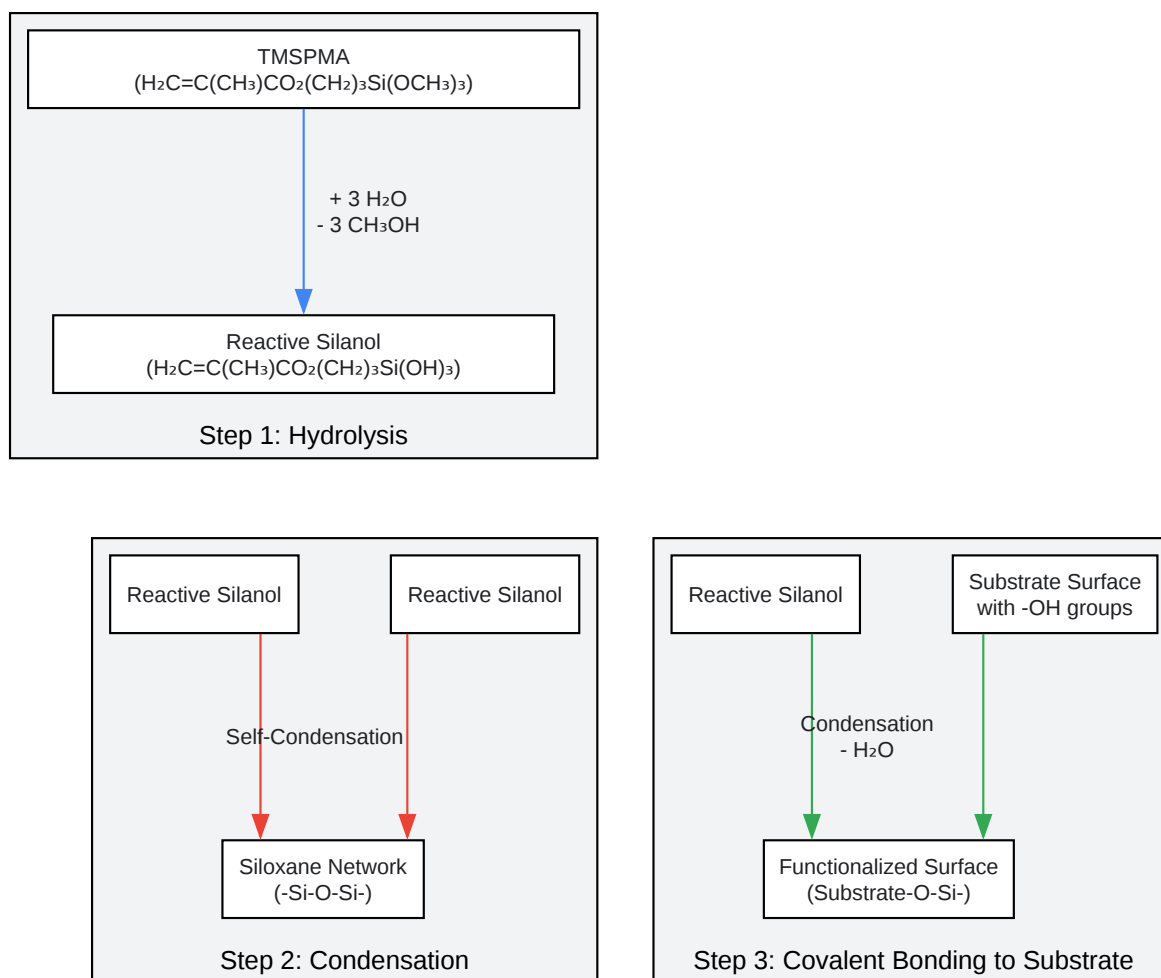 TMSPMA
(H₂C=C(CH₃)CO₂(CH₂)₃Si(OCH₃)₃)
+ 3 H₂O
- 3 CH₃OH
Reactive Silanol
(H₂C=C(CH₃)CO₂(CH₂)₃Si(OH)₃)
Step 1: Hydrolysis
Reactive Silanol
Reactive Silanol
Self-Condensation
Siloxane Network
(-Si-O-Si-)
Step 2: Condensation
Reactive Silanol
Substrate Surface
with -OH groups
Condensation
- H₂O
Functionalized Surface
(Substrate-O-Si-)
Step 3: Covalent Bonding to Substrate